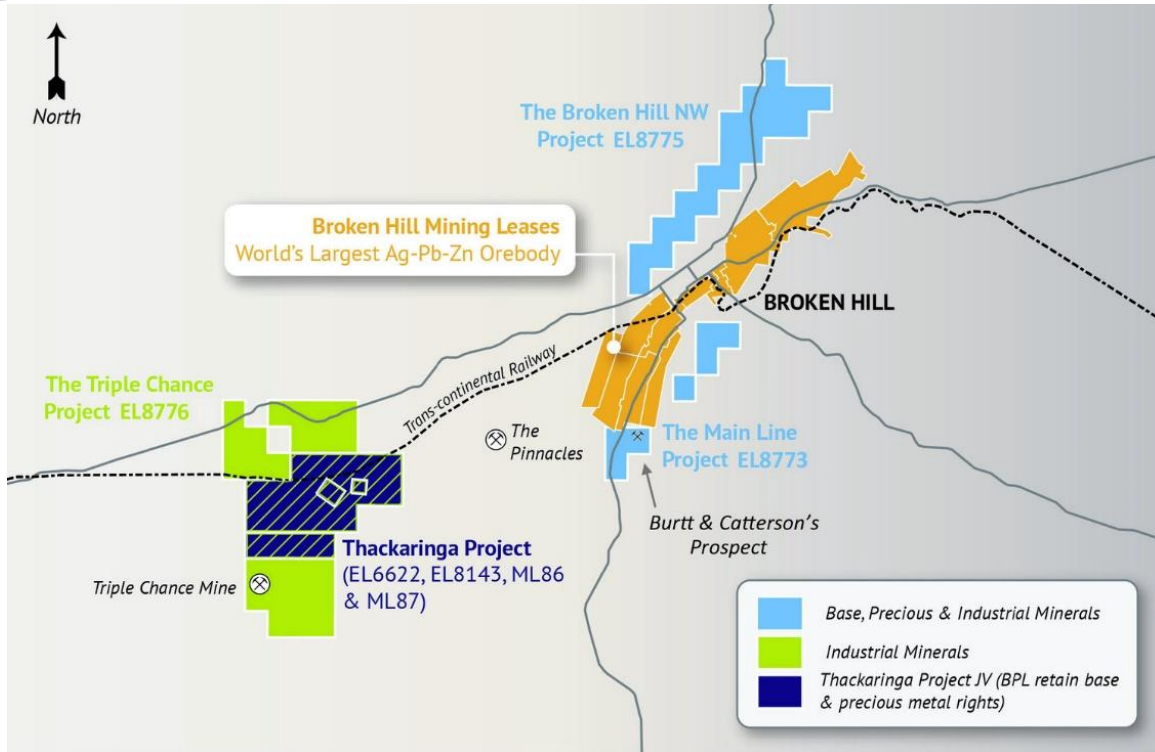 North
The Broken Hill NW
Project EL8775
Broken Hill Mining Leases
World's Largest Ag-Pb-Zn Orebody
BROKEN HILL
The Triple Chance
Project EL8776
Trans-continental Railway
The
Pinnacles
The Main Line
Project EL8773
Burtt & Catterson's
Prospect
Thackaringa Project
(EL6622, EL8143, ML86
& ML87)
Triple Chance Mine
Base, Precious & Industrial Minerals
Industrial Minerals
Thackaringa Project JV (BPL retain base
& precious metal rights)